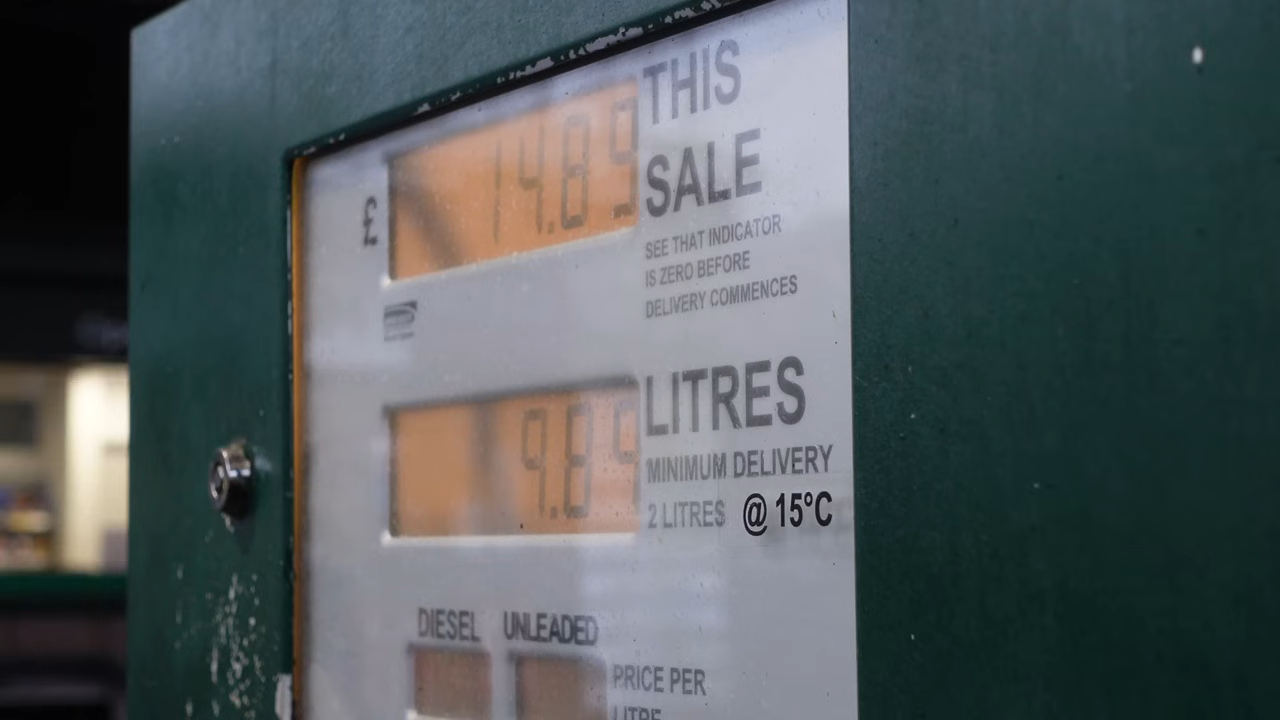 14.89
THIS
SALE
£
SEE THAT INDICATOR
IS ZERO BEFORE
DELIVERY COMMENCES
9.89
LITRES
MINIMUM DELIVERY
2 LITRES @ 15°C
DIESEL UNLEADED
PRICE PER
LITRE